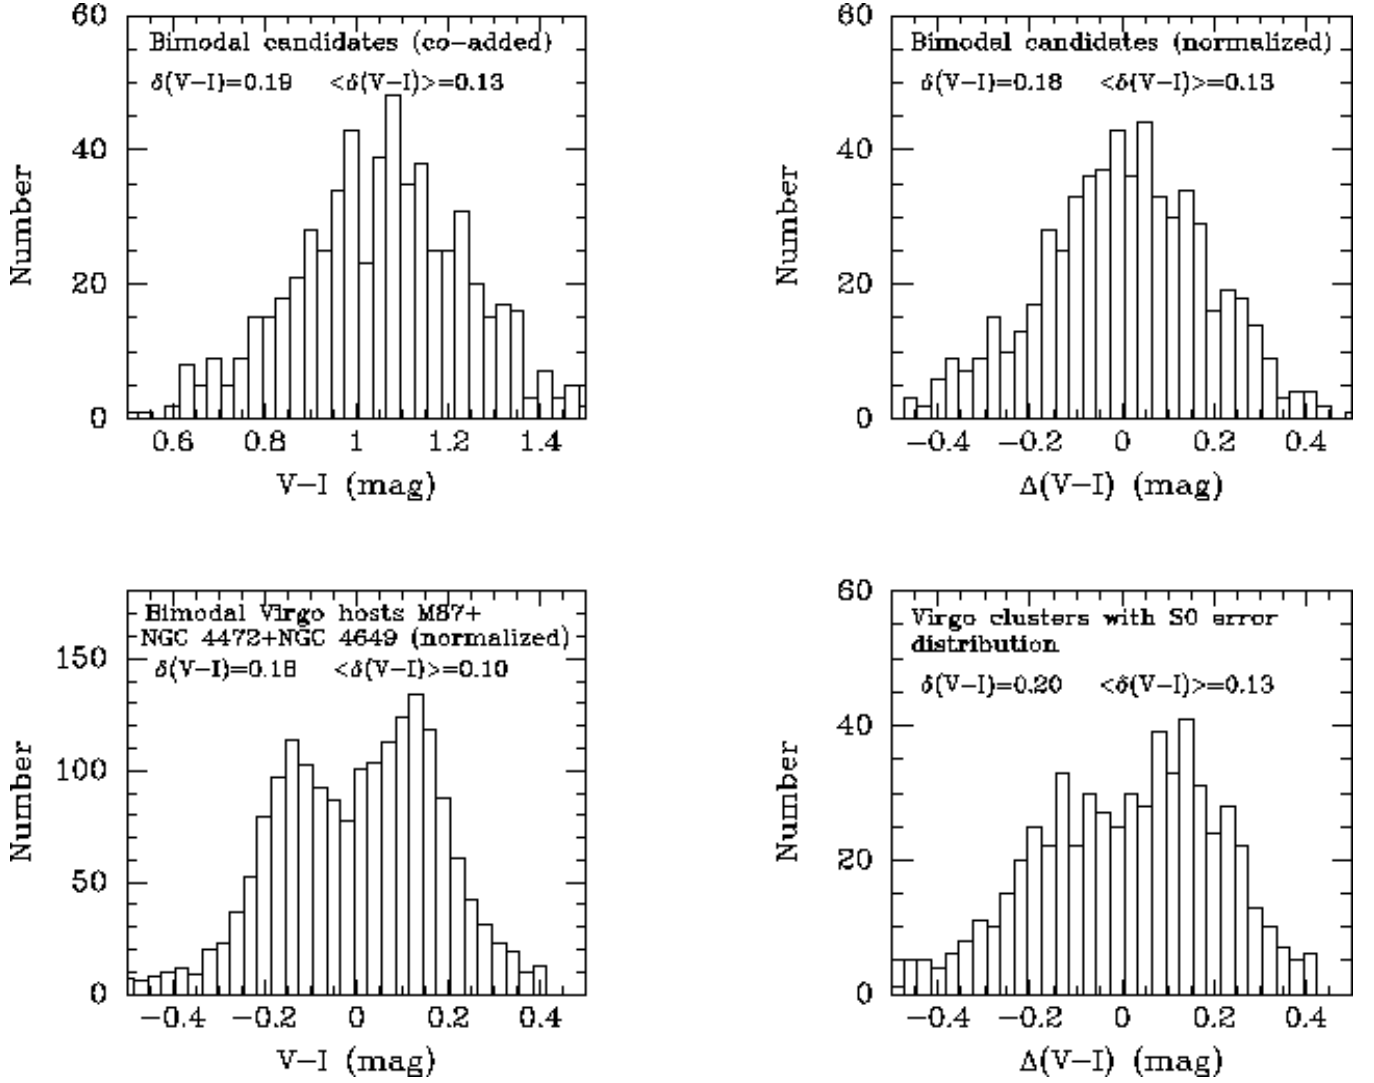 60
Bimodal candidates (co-added)
δ(V-I)=0.19 <δ(V-I)>=0.13
40
20
0
Number
0.6 0.8 1 1.2 1.4
V-I (mag)
60
Bimodal candidates (normalized)
δ(V-I)=0.18 <δ(V-I)>=0.13
40
20
0
Number
-0.4 -0.2 0 0.2 0.4
Δ(V-I) (mag)
Bimodal Virgo hosts M87+
NGC 4472+NGC 4649 (normalized)
δ(V-I)=0.18 <δ(V-I)>=0.10
150
100
50
0
Number
-0.4 -0.2 0 0.2 0.4
V-I (mag)
60
Virgo clusters with S0 error
distribution
δ(V-I)=0.20 <δ(V-I)>=0.13
40
20
0
Number
-0.4 -0.2 0 0.2 0.4
Δ(V-I) (mag)